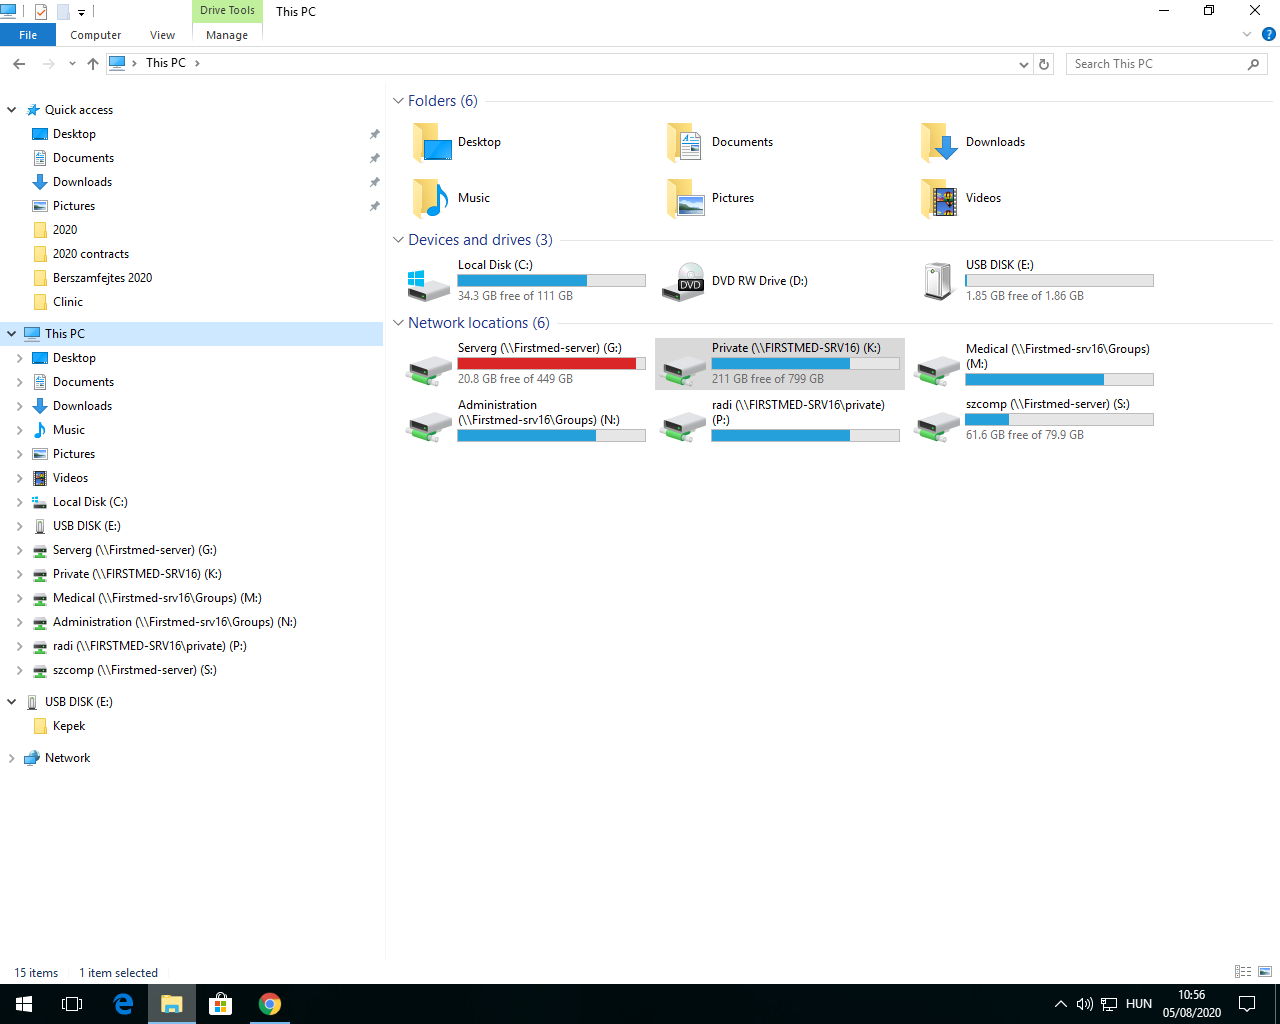 Drive Tools
This PC
File
Computer
View
Manage
This PC
Search This PC
Quick access
Desktop
Documents
Downloads
Pictures
2020
2020 contracts
Berszamfejtes 2020
Clinic
This PC
Desktop
Documents
Downloads
Music
Pictures
Videos
Local Disk (C:)
USB DISK (E:)
Serverg (\\Firstmed-server) (G:)
Private (\\FIRSTMED-SRV16) (K:)
Medical (\\Firstmed-srv16\Groups) (M:)
Administration (\\Firstmed-srv16\Groups) (N:)
radi (\\FIRSTMED-SRV16\private) (P:)
szcomp (\\Firstmed-server) (S:)
USB DISK (E:)
Kepek
Network
Folders (6)
Desktop
Documents
Downloads
Music
Pictures
Videos
Devices and drives (3)
Local Disk (C:)
34.3 GB free of 111 GB
DVD
DVD RW Drive (D:)
USB DISK (E:)
1.85 GB free of 1.86 GB
Network locations (6)
Serverg (\\Firstmed-server) (G:)
20.8 GB free of 449 GB
Private (\\FIRSTMED-SRV16) (K:)
211 GB free of 799 GB
Medical (\\Firstmed-srv16\Groups)
(M:)
Administration
(\\Firstmed-srv16\Groups) (N:)
radi (\\FIRSTMED-SRV16\private)
(P:)
szcomp (\\Firstmed-server) (S:)
61.6 GB free of 79.9 GB
15 items
1 item selected
HUN
10:56
05/08/2020